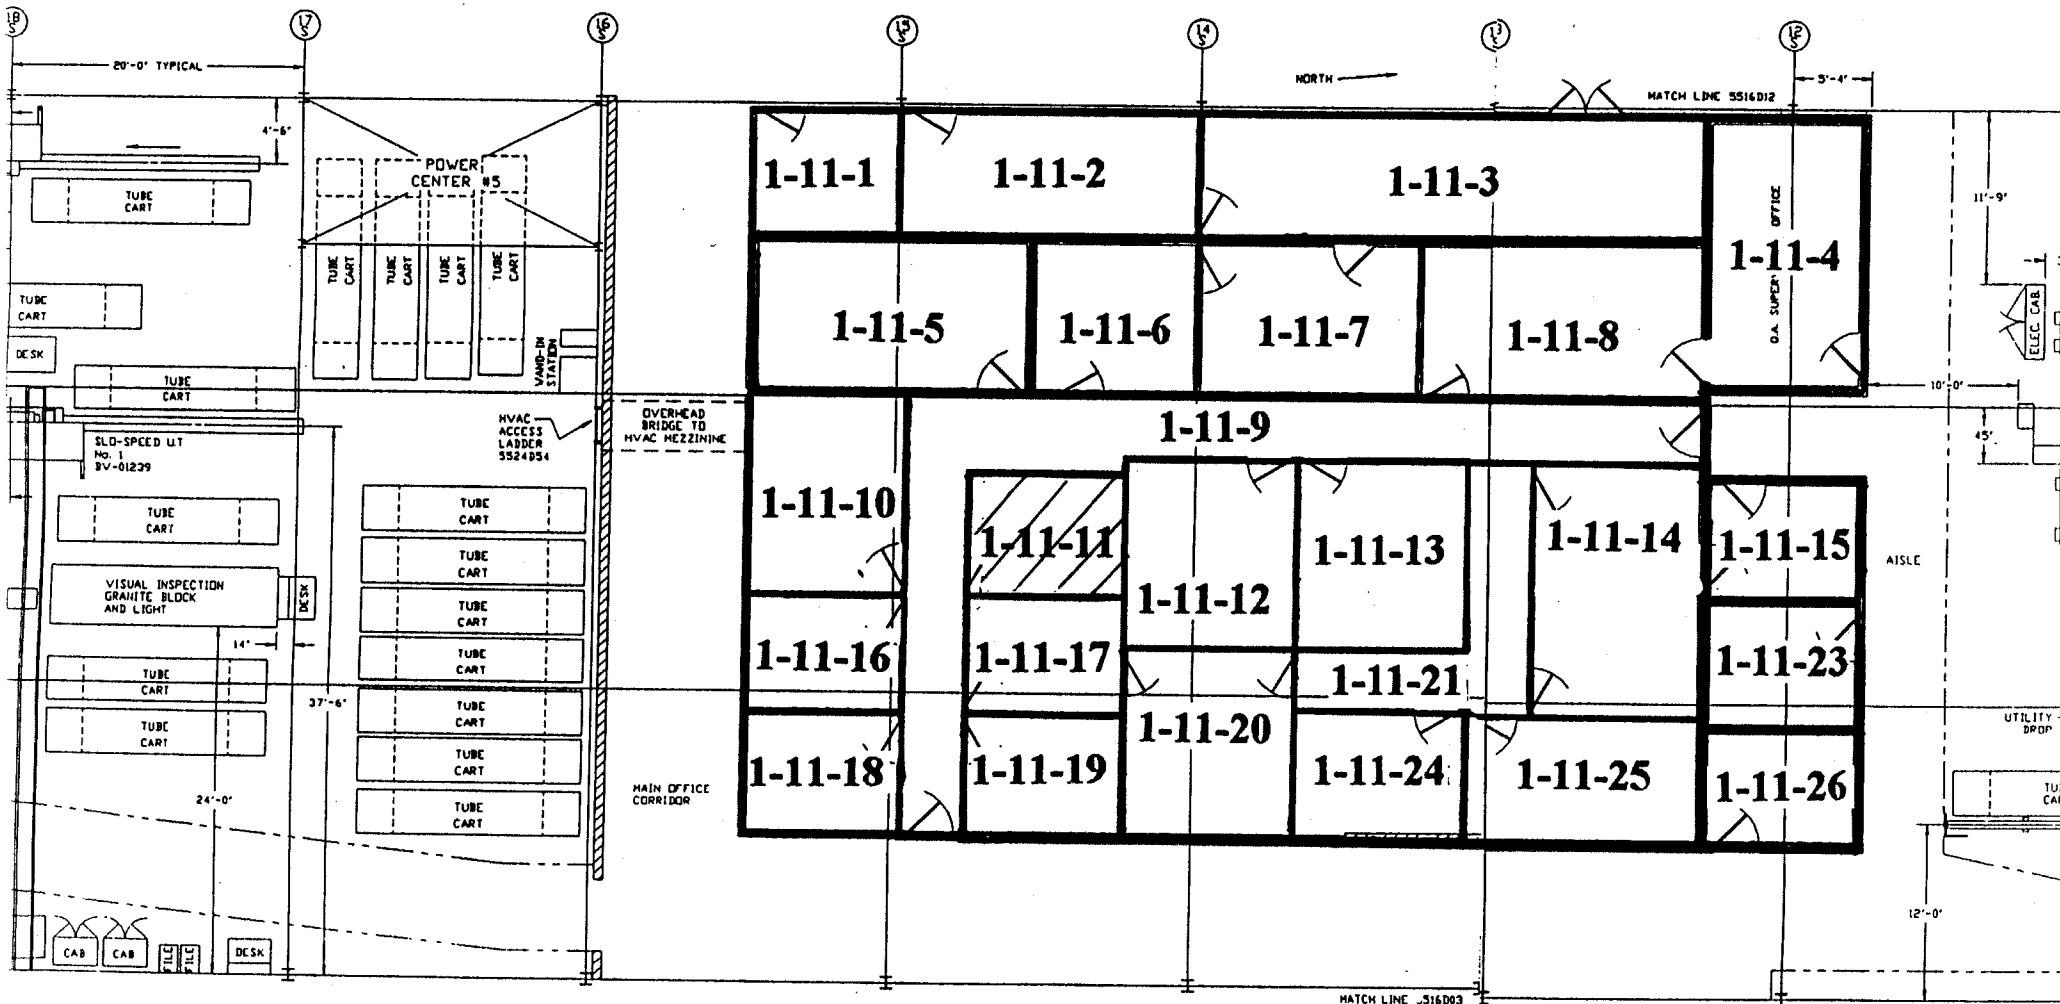 18
S
17
S
16
S
15
S
14
S
13
S
12
S
20'-0" TYPICAL
NORTH
5'-4"
MATCH LINE 5516D12
4'-6"
POWER
CENTER #5
TUBE
CART
1-11-1
1-11-2
1-11-3
Q.A. SUPERV OFFICE
1-11-4
11'-9"
TUBE
CART
TUBE
CART
TUBE
CART
TUBE
CART
TUBE
CART
ELEC. CAB.
1-11-5
1-11-6
1-11-7
1-11-8
DESK
WAND-IN
STATION
TUBE
CART
10'-0"
HVAC
ACCESS
LADDER
5524D54
OVERHEAD
BRIDGE TO
HVAC MEZZININE
1-11-9
45"
SLO-SPEED U.T
No. 1
BV-01239
1-11-10
1-11-11
1-11-12
1-11-13
1-11-14
1-11-15
AISLE
TUBE
CART
TUBE
CART
TUBE
CART
VISUAL INSPECTION
GRANITE BLOCK
AND LIGHT
DESK
TUBE
CART
14"
TUBE
CART
1-11-16
1-11-17
1-11-21
1-11-23
TUBE
CART
37'-6"
TUBE
CART
TUBE
CART
UTILITY
DROP
1-11-18
1-11-19
1-11-20
1-11-24
1-11-25
1-11-26
TUBE
CART
24'-0"
TUBE
CART
MAIN OFFICE
CORRIDOR
TU
CA
12'-0"
CAB
CAB
FILE
FILE
DESK
MATCH LINE 5516D03